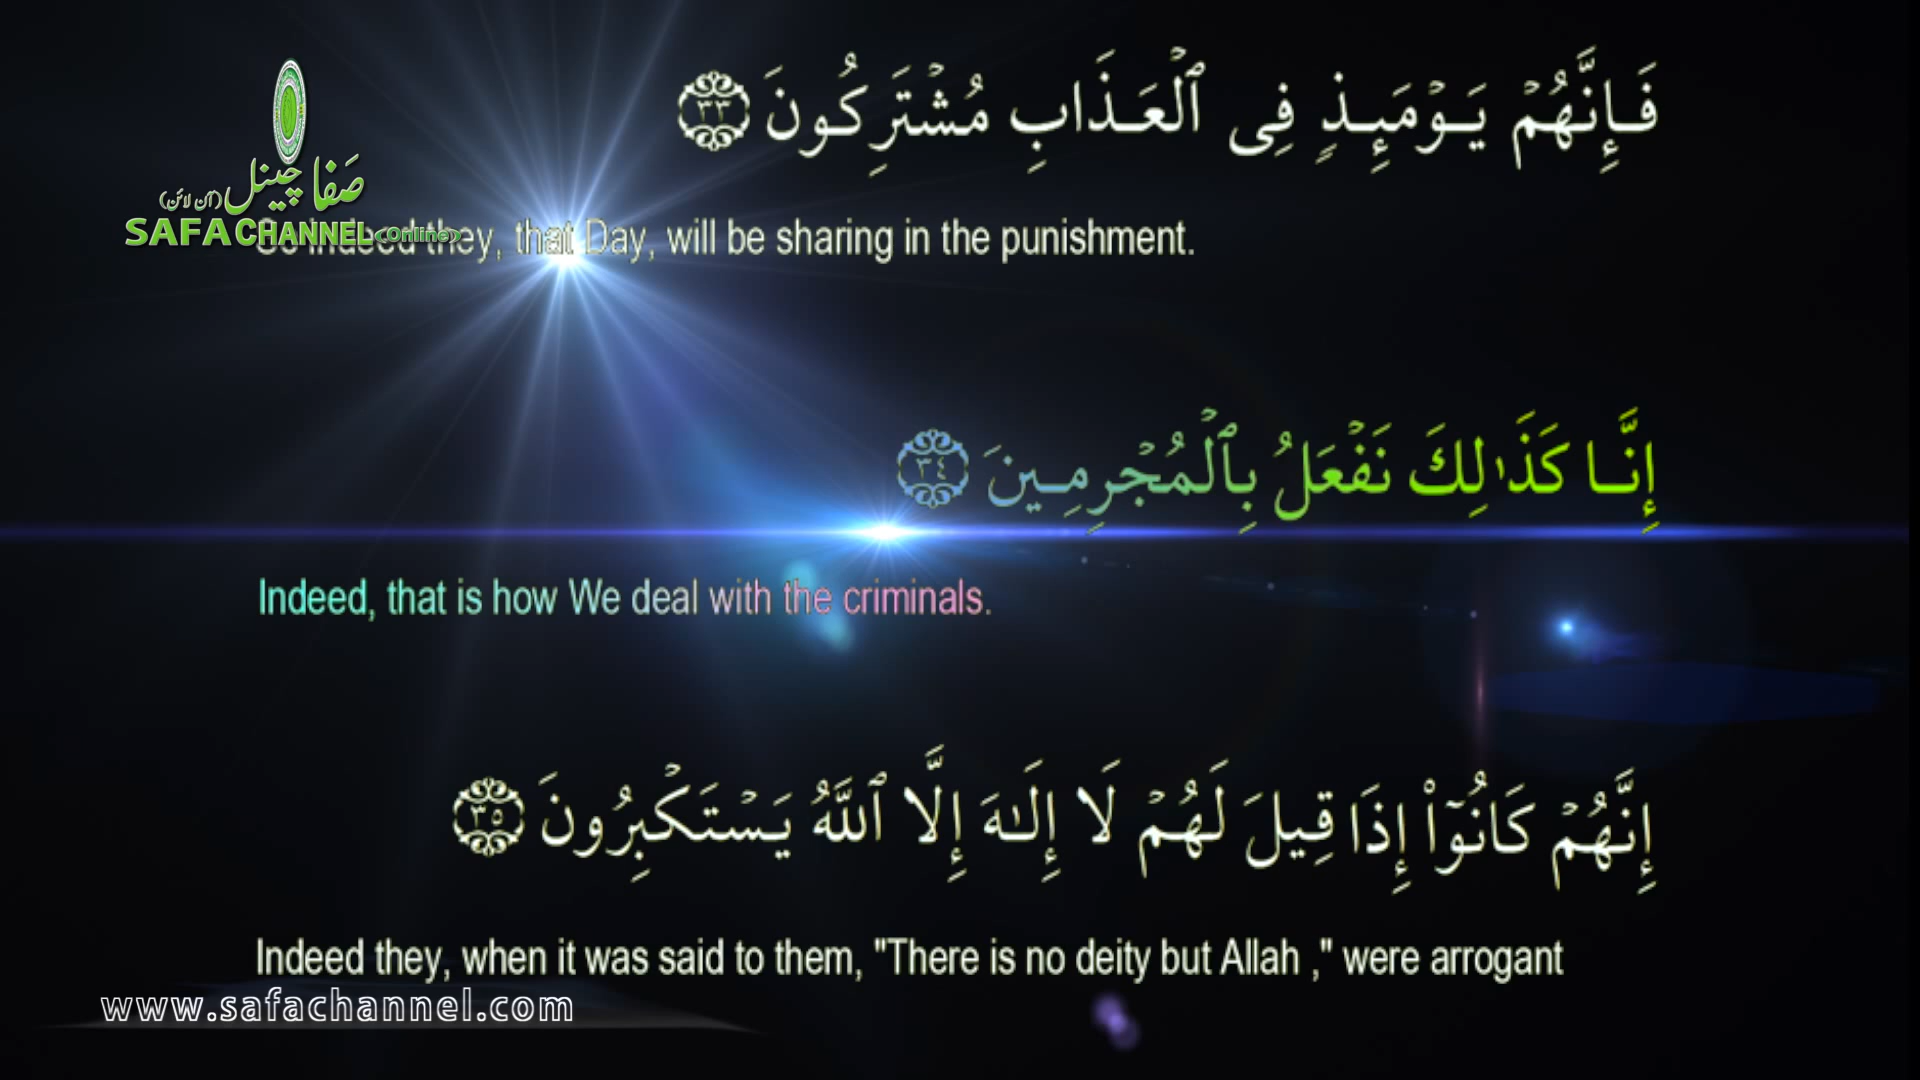 فَإِنَّهُمْ يَوْمَئِذٍ فِى ٱلْعَذَابِ مُشْتَرِكُونَ ٣٣
صَفا چینل (آن لائن)
SAFA CHANNEL Online
So indeed they, that Day, will be sharing in the punishment.
إِنَّا كَذَٰلِكَ نَفْعَلُ بِٱلْمُجْرِمِينَ ٣٤
Indeed, that is how We deal with the criminals.
إِنَّهُمْ كَانُوٓا۟ إِذَا قِيلَ لَهُمْ لَا إِلَـٰهَ إِلَّا ٱللَّهُ يَسْتَكْبِرُونَ ٣٥
Indeed they, when it was said to them, "There is no deity but Allah ," were arrogant
www.safachannel.com